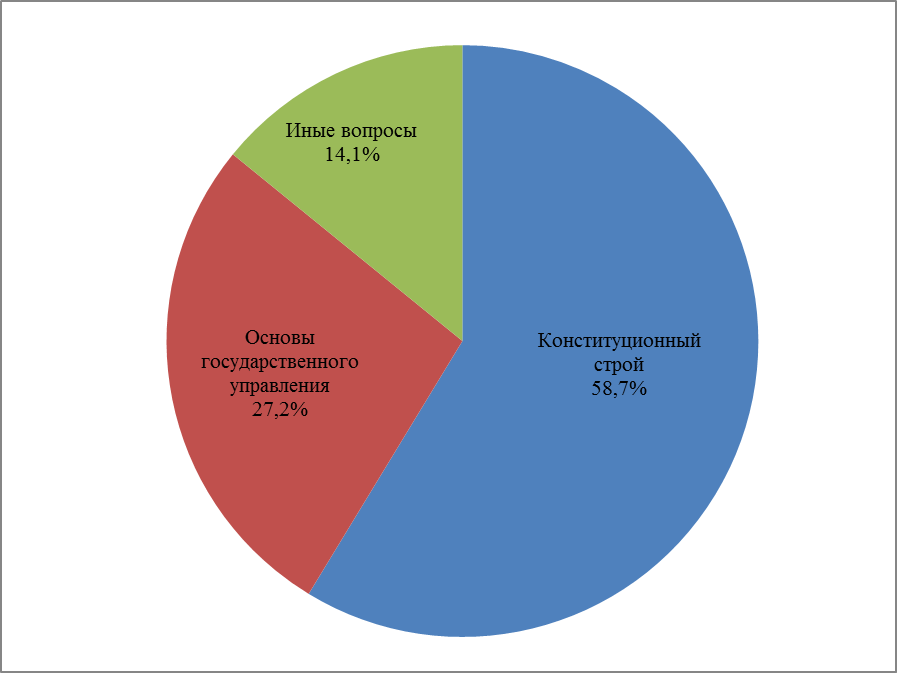 Иные вопросы
14,1%
Основы
государственного
управления
27,2%
Конституционный
строй
58,7%